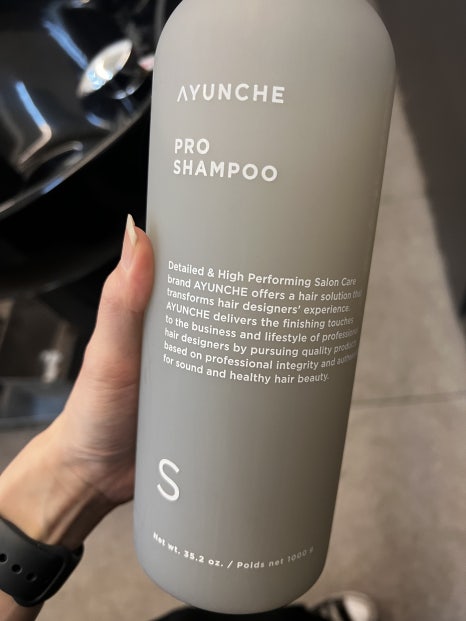 AYUNCHE
PRO
SHAMPOO
Detailed & High Performing Salon Care
brand AYUNCHE offers a hair solution that
transforms hair designers' experience.
AYUNCHE delivers the finishing touches
to the business and lifestyle of
hair designers by pursuing quality
based on professional integrity and
for sound and healthy hair beauty.
S
Net wt. 35.2 oz. / Poids net 1000 g